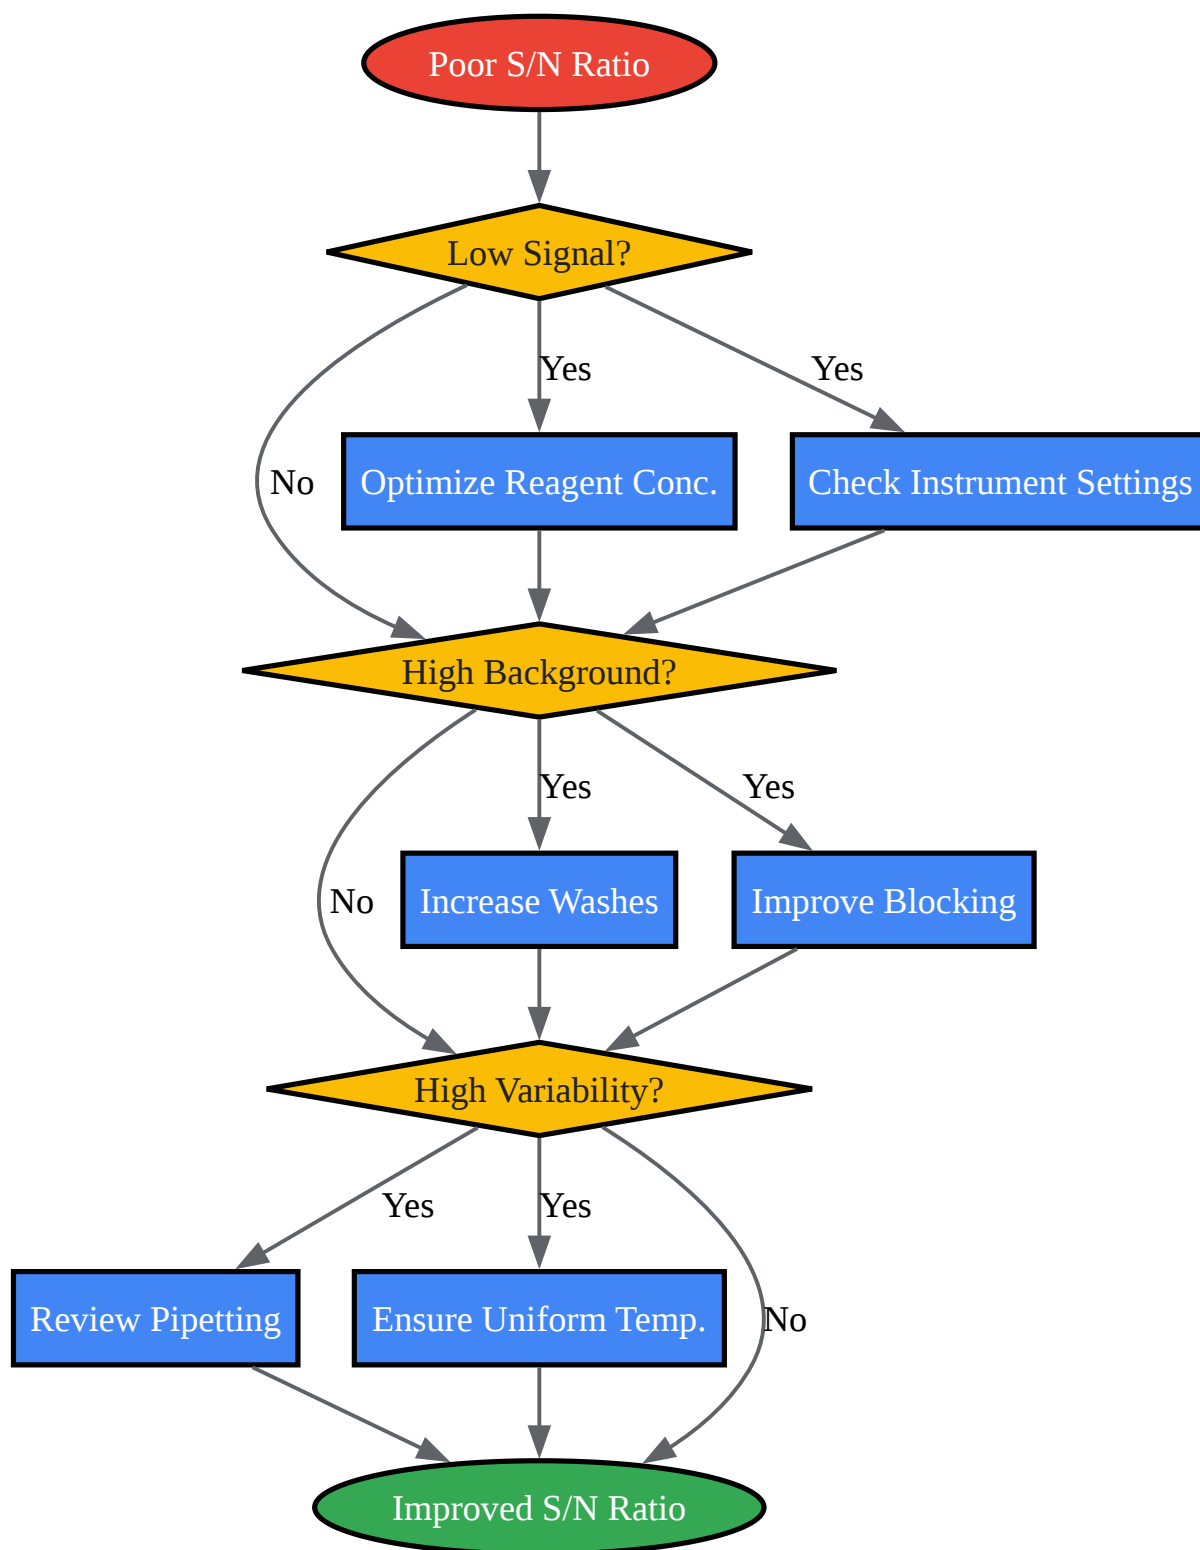 Poor S/N Ratio
Low Signal?
Yes
Yes
No
Optimize Reagent Conc.
Check Instrument Settings
High Background?
Yes
Yes
No
Increase Washes
Improve Blocking
High Variability?
Yes
Yes
Review Pipetting
Ensure Uniform Temp.
No
Improved S/N Ratio